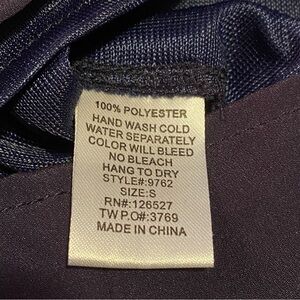 100% POLYESTER
HAND WASH COLD
WATER SEPARATELY
COLOR WILL BLEED
NO BLEACH
HANG TO DRY
STYLE#:9762
SIZE:S
RN#:126527
TW P.O#:3769
MADE IN CHINA